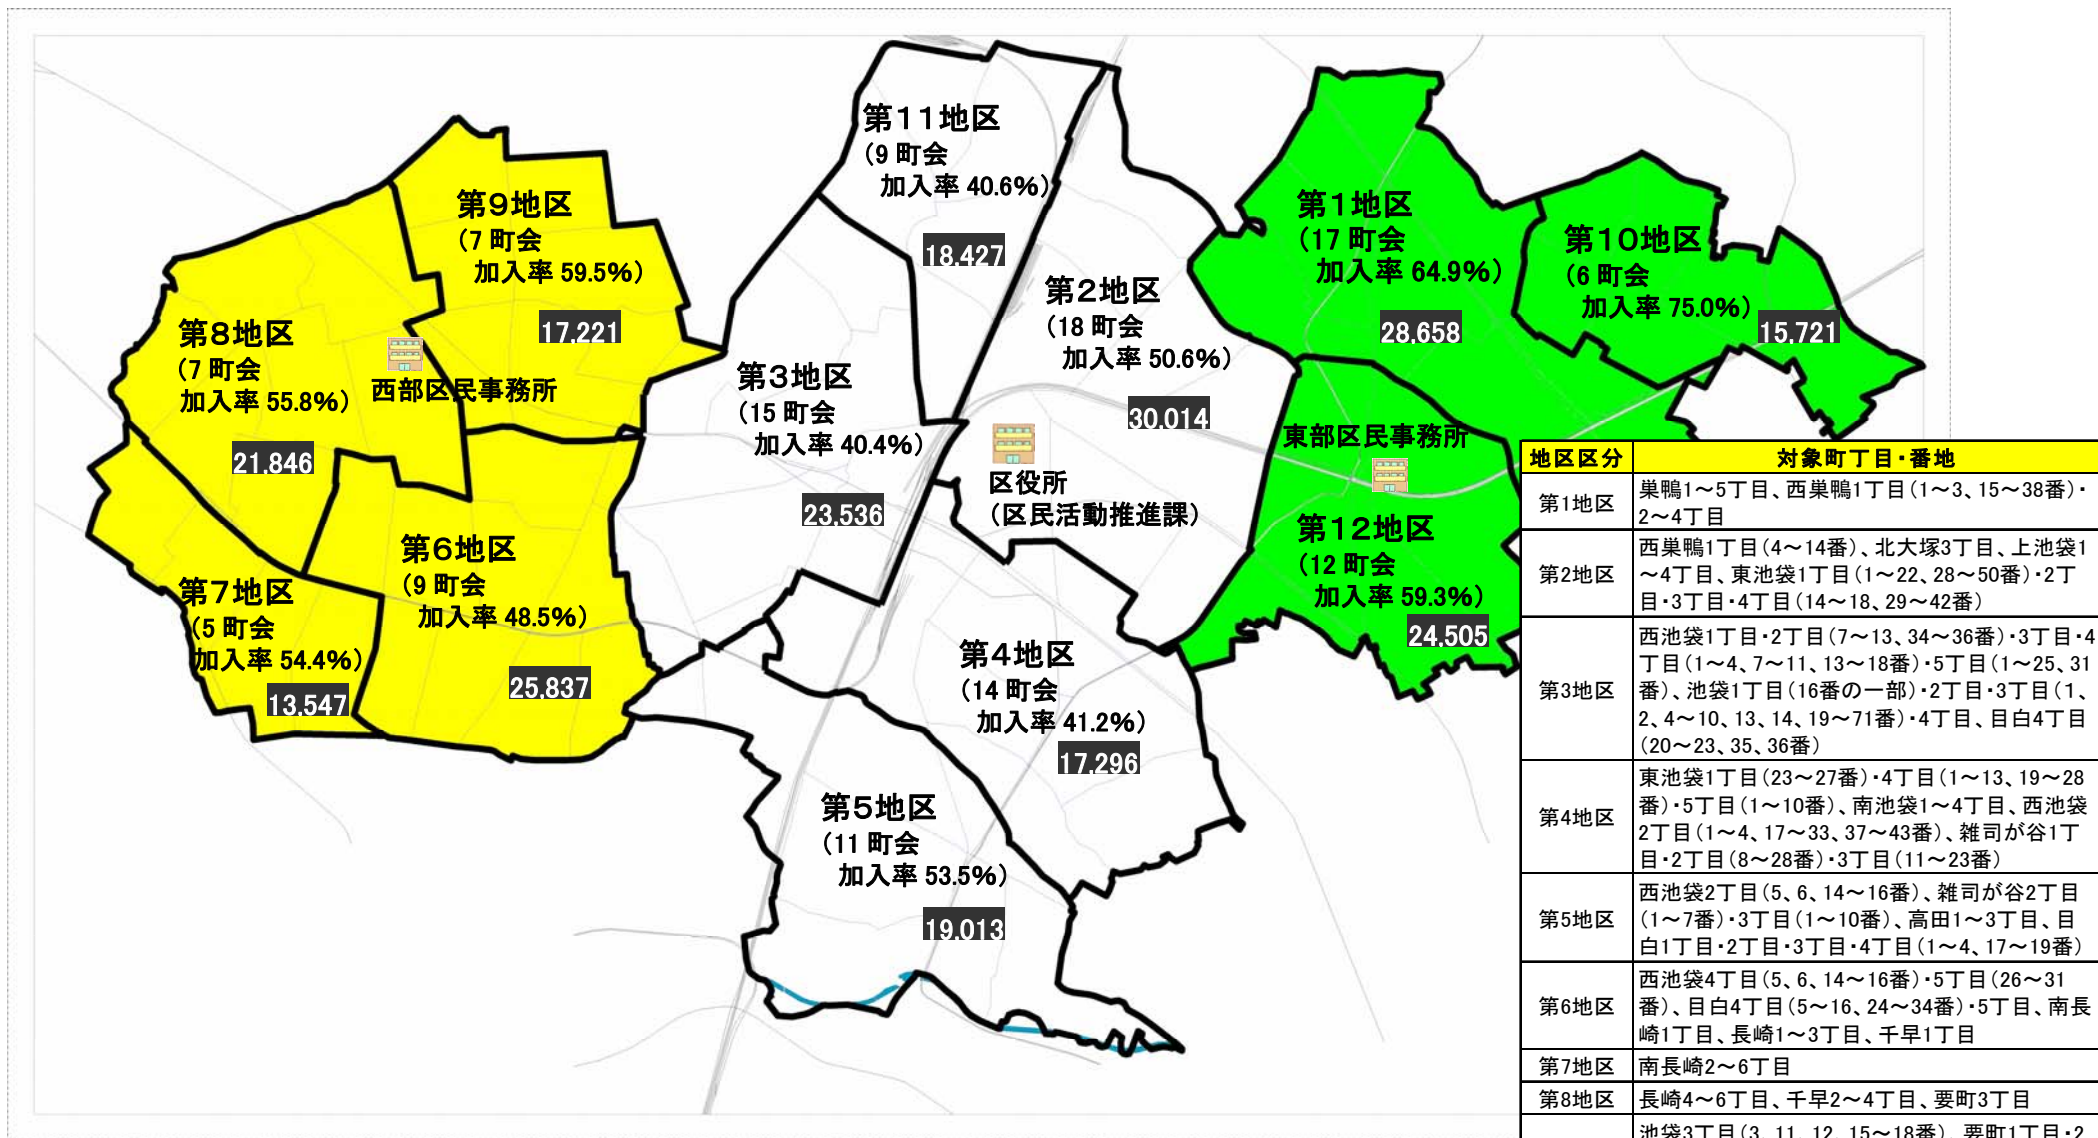 第11地区
(9 町会
加入率 40.6%)
18,427
第9地区
(7 町会
加入率 59.5%)
17,221
第1地区
(17 町会
加入率 64.9%)
28,658
第10地区
(6 町会
加入率 75.0%)
15,721
第2地区
(18 町会
加入率 50.6%)
30,014
第8地区
(7 町会
加入率 55.8%)
21,846
西部区民事務所
第3地区
(15 町会
加入率 40.4%)
23,536
区役所
(区民活動推進課)
東部区民事務所
第12地区
(12 町会
加入率 59.3%)
24,505
第6地区
(9 町会
加入率 48.5%)
25,837
第7地区
(5 町会
加入率 54.4%)
13,547
第4地区
(14 町会
加入率 41.2%)
17,296
第5地区
(11 町会
加入率 53.5%)
19,013
地区区分 対象町丁目・番地
第1地区 巣鴨1～5丁目、西巣鴨1丁目(1～3、15～38番)・
2～4丁目
第2地区 西巣鴨1丁目(4～14番)、北大塚3丁目、上池袋1
～4丁目、東池袋1丁目(1～22、28～50番)・2丁
目・3丁目・4丁目(14～18、29～42番)
第3地区 西池袋1丁目・2丁目(7～13、34～36番)・3丁目・4
丁目(1～4、7～11、13～18番)・5丁目(1～25、31
番)、池袋1丁目(16番の一部)・2丁目・3丁目(1、
2、4～10、13、14、19～71番)・4丁目、目白4丁目
(20～23、35、36番)
第4地区 東池袋1丁目(23～27番)・4丁目(1～13、19～28
番)・5丁目(1～10番)、南池袋1～4丁目、西池袋
2丁目(1～4、17～33、37～43番)、雑司が谷1丁
目・2丁目(8～28番)・3丁目(11～23番)
第5地区 西池袋2丁目(5、6、14～16番)、雑司が谷2丁目
(1～7番)・3丁目(1～10番)、高田1～3丁目、目
白1丁目・2丁目・3丁目・4丁目(1～4、17～19番)
第6地区 西池袋4丁目(5、6、14～16番)・5丁目(26～31
番)、目白4丁目(5～16、24～34番)・5丁目、南長
崎1丁目、長崎1～3丁目、千早1丁目
第7地区 南長崎2～6丁目
第8地区 長崎4～6丁目、千早2～4丁目、要町3丁目
池袋3丁目(3、11、12、15～18番)、要町1丁目・2